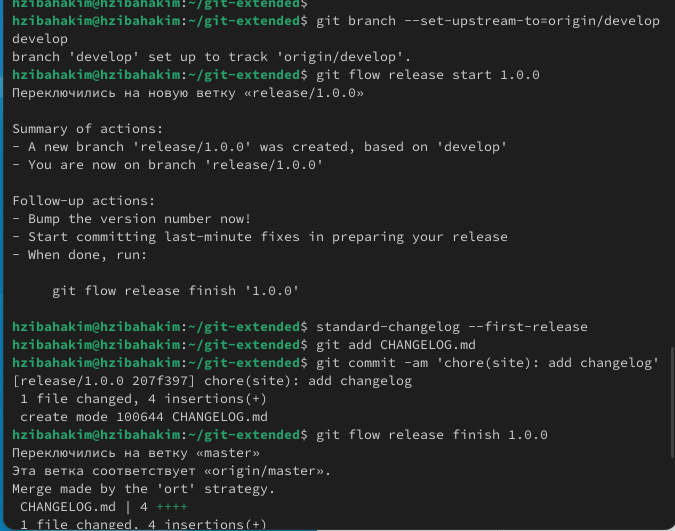 hzibahakim@hzibahakim:~/git-extended$
hzibahakim@hzibahakim:~/git-extended$ git branch --set-upstream-to=origin/develop
develop
branch 'develop' set up to track 'origin/develop'.
hzibahakim@hzibahakim:~/git-extended$ git flow release start 1.0.0
Переключились на новую ветку «release/1.0.0»

Summary of actions:
- A new branch 'release/1.0.0' was created, based on 'develop'
- You are now on branch 'release/1.0.0'

Follow-up actions:
- Bump the version number now!
- Start committing last-minute fixes in preparing your release
- When done, run:

     git flow release finish '1.0.0'

hzibahakim@hzibahakim:~/git-extended$ standard-changelog --first-release
hzibahakim@hzibahakim:~/git-extended$ git add CHANGELOG.md
hzibahakim@hzibahakim:~/git-extended$ git commit -am 'chore(site): add changelog'
[release/1.0.0 207f397] chore(site): add changelog
 1 file changed, 4 insertions(+)
 create mode 100644 CHANGELOG.md
hzibahakim@hzibahakim:~/git-extended$ git flow release finish 1.0.0
Переключились на ветку «master»
Эта ветка соответствует «origin/master».
Merge made by the 'ort' strategy.
 CHANGELOG.md | 4 ++++
 1 file changed, 4 insertions(+)